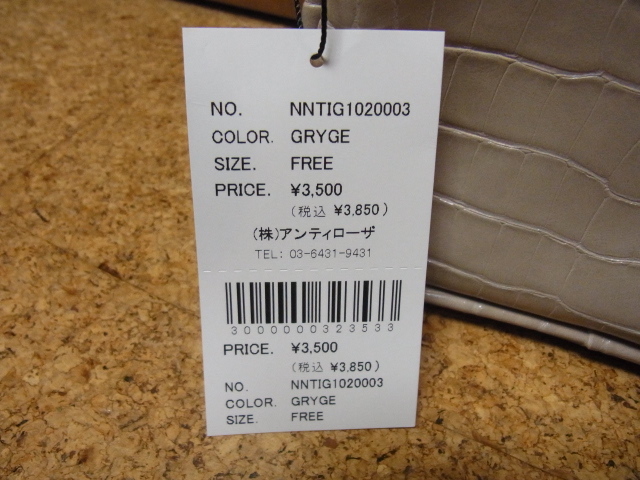 NO. NNTIG1020003
COLOR. GRYGE
SIZE. FREE
PRICE. ¥3,500
(税込 ¥3,850)
(株)アンティローザ
TEL: 03-6431-9431
3000000323533
PRICE. ¥3,500
(税込 ¥3,850)
NO. NNTIG1020003
COLOR. GRYGE
SIZE. FREE